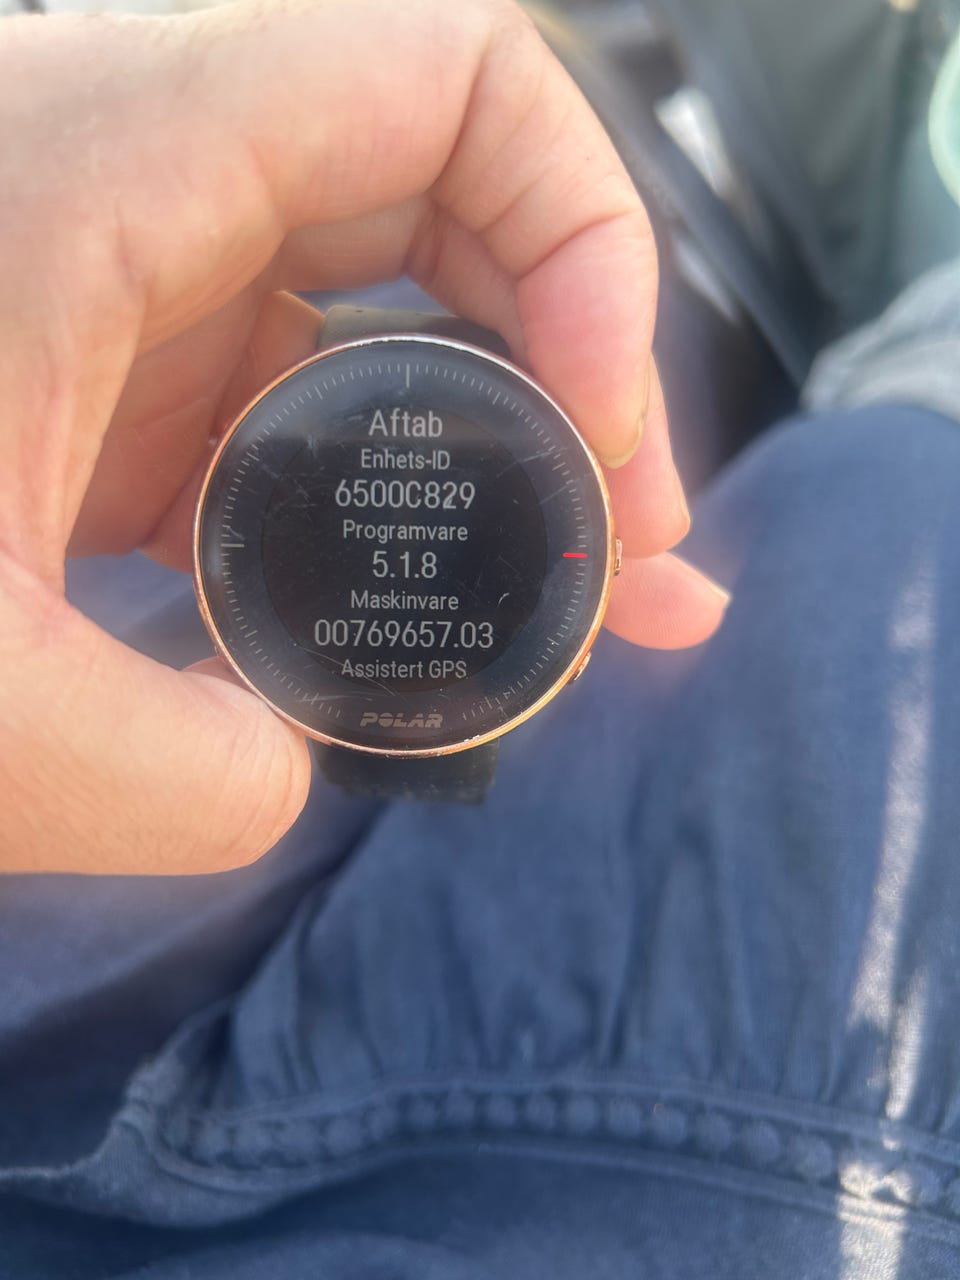 Aftab
Enhets-ID
6500C829
Programvare
5.1.8
Maskinvare
00769657.03
Assistert GPS
POLAR